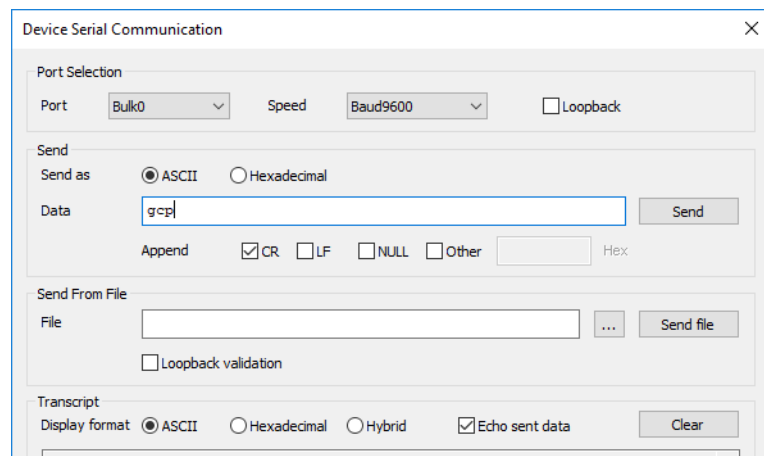 Device Serial Communication
Port Selection
Port Bulk0 Speed Baud9600 Loopback
Send
Send as ASCII Hexadecimal
Data gcp Send
Append CR LF NULL Other Hex
Send From File
File ... Send file
Loopback validation
Transcript
Display format ASCII Hexadecimal Hybrid Echo sent data Clear